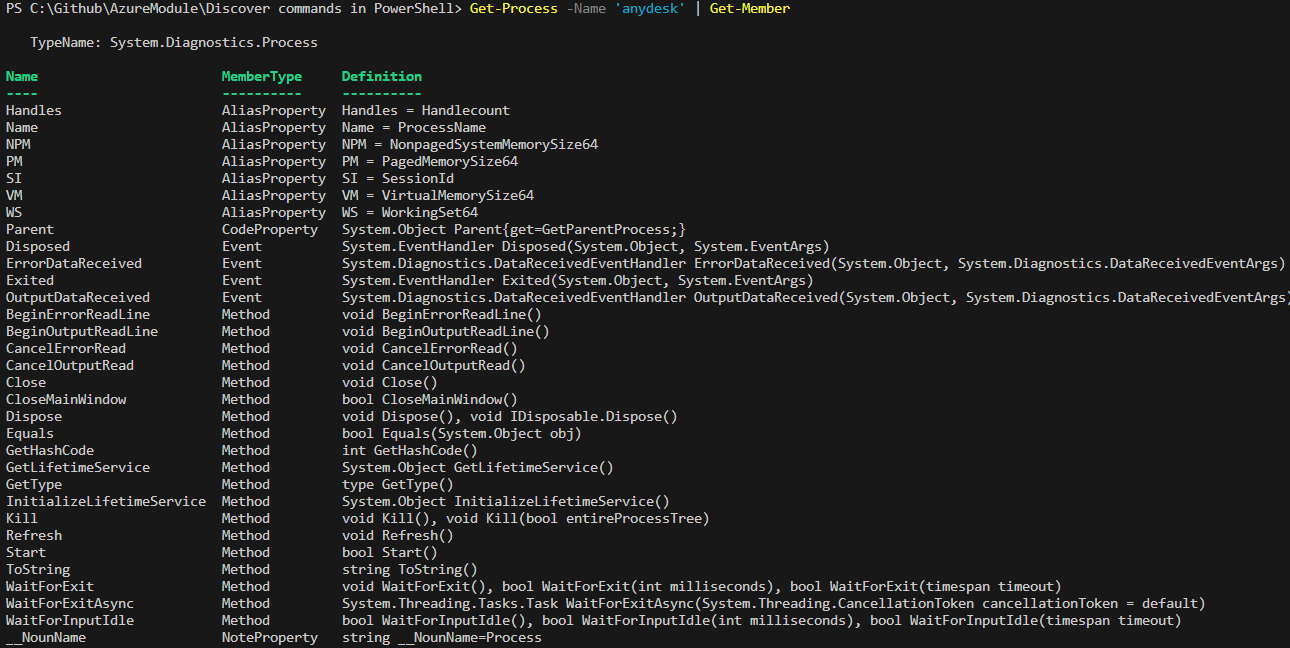 PS C:\Github\AzureModule\Discover commands in PowerShell> Get-Process -Name 'anydesk' | Get-Member
TypeName: System.Diagnostics.Process
Name MemberType Definition
---- ---------- ----------
Handles AliasProperty Handles = Handlecount
Name AliasProperty Name = ProcessName
NPM AliasProperty NPM = NonpagedSystemMemorySize64
PM AliasProperty PM = PagedMemorySize64
SI AliasProperty SI = SessionId
VM AliasProperty VM = VirtualMemorySize64
WS AliasProperty WS = WorkingSet64
Parent CodeProperty System.Object Parent{get=GetParentProcess;}
Disposed Event System.EventHandler Disposed(System.Object, System.EventArgs)
ErrorDataReceived Event System.Diagnostics.DataReceivedEventHandler ErrorDataReceived(System.Object, System.Diagnostics.DataReceivedEventArgs)
Exited Event System.EventHandler Exited(System.Object, System.EventArgs)
OutputDataReceived Event System.Diagnostics.DataReceivedEventHandler OutputDataReceived(System.Object, System.Diagnostics.DataReceivedEventArgs)
BeginErrorReadLine Method void BeginErrorReadLine()
BeginOutputReadLine Method void BeginOutputReadLine()
CancelErrorRead Method void CancelErrorRead()
CancelOutputRead Method void CancelOutputRead()
Close Method void Close()
CloseMainWindow Method bool CloseMainWindow()
Dispose Method void Dispose(), void IDisposable.Dispose()
Equals Method bool Equals(System.Object obj)
GetHashCode Method int GetHashCode()
GetLifetimeService Method System.Object GetLifetimeService()
GetType Method type GetType()
InitializeLifetimeService Method System.Object InitializeLifetimeService()
Kill Method void Kill(), void Kill(bool entireProcessTree)
Refresh Method void Refresh()
Start Method bool Start()
ToString Method string ToString()
WaitForExit Method void WaitForExit(), bool WaitForExit(int milliseconds), bool WaitForExit(timespan timeout)
WaitForExitAsync Method System.Threading.Tasks.Task WaitForExitAsync(System.Threading.CancellationToken cancellationToken = default)
WaitForInputIdle Method bool WaitForInputIdle(), bool WaitForInputIdle(int milliseconds), bool WaitForInputIdle(timespan timeout)
__NounName NoteProperty string __NounName=Process